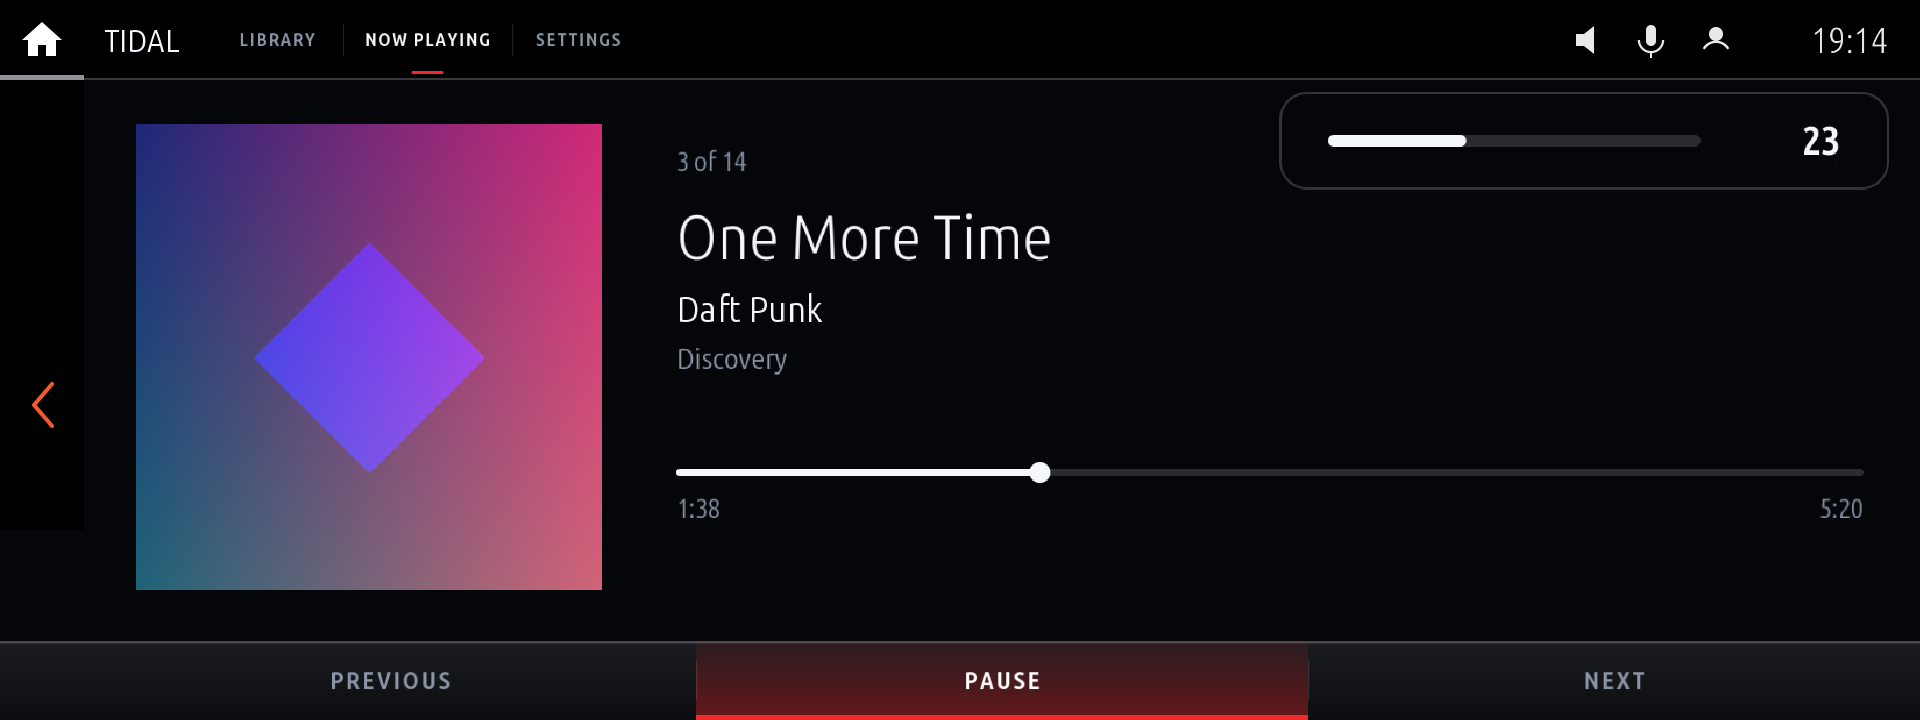 TIDAL LIBRARY NOW PLAYING SETTINGS 19:14
23
3 of 14
One More Time
Daft Punk
Discovery
1:38 5:20
PREVIOUS PAUSE NEXT